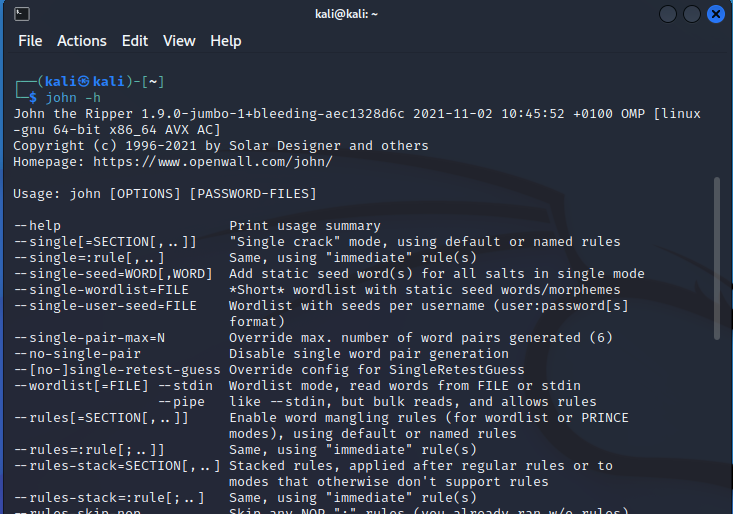 kali@kali: ~
File Actions Edit View Help
┌──(kali㉿kali)-[~]
└─$ john -h
John the Ripper 1.9.0-jumbo-1+bleeding-aec1328d6c 2021-11-02 10:45:52 +0100 OMP [linux
-gnu 64-bit x86_64 AVX AC]
Copyright (c) 1996-2021 by Solar Designer and others
Homepage: https://www.openwall.com/john/
Usage: john [OPTIONS] [PASSWORD-FILES]
--help                     Print usage summary
--single[=SECTION[,..]]    "Single crack" mode, using default or named rules
--single=:rule[,..]        Same, using "immediate" rule(s)
--single-seed=WORD[,WORD]  Add static seed word(s) for all salts in single mode
--single-wordlist=FILE     *Short* wordlist with static seed words/morphemes
--single-user-seed=FILE    Wordlist with seeds per username (user:password[s]
                           format)
--single-pair-max=N        Override max. number of word pairs generated (6)
--no-single-pair           Disable single word pair generation
--[no-]single-retest-guess Override config for SingleRetestGuess
--wordlist[=FILE] --stdin  Wordlist mode, read words from FILE or stdin
                  --pipe   like --stdin, but bulk reads, and allows rules
--rules[=SECTION[,..]]     Enable word mangling rules (for wordlist or PRINCE
                           modes), using default or named rules
--rules=:rule[;..]]        Same, using "immediate" rule(s)
--rules-stack=SECTION[,..] Stacked rules, applied after regular rules or to
                           modes that otherwise don't support rules
--rules-stack=:rule[;..]   Same, using "immediate" rule(s)
--rules-skip-nop           Skip any NOP ":" rules (you already ran w/o rules)